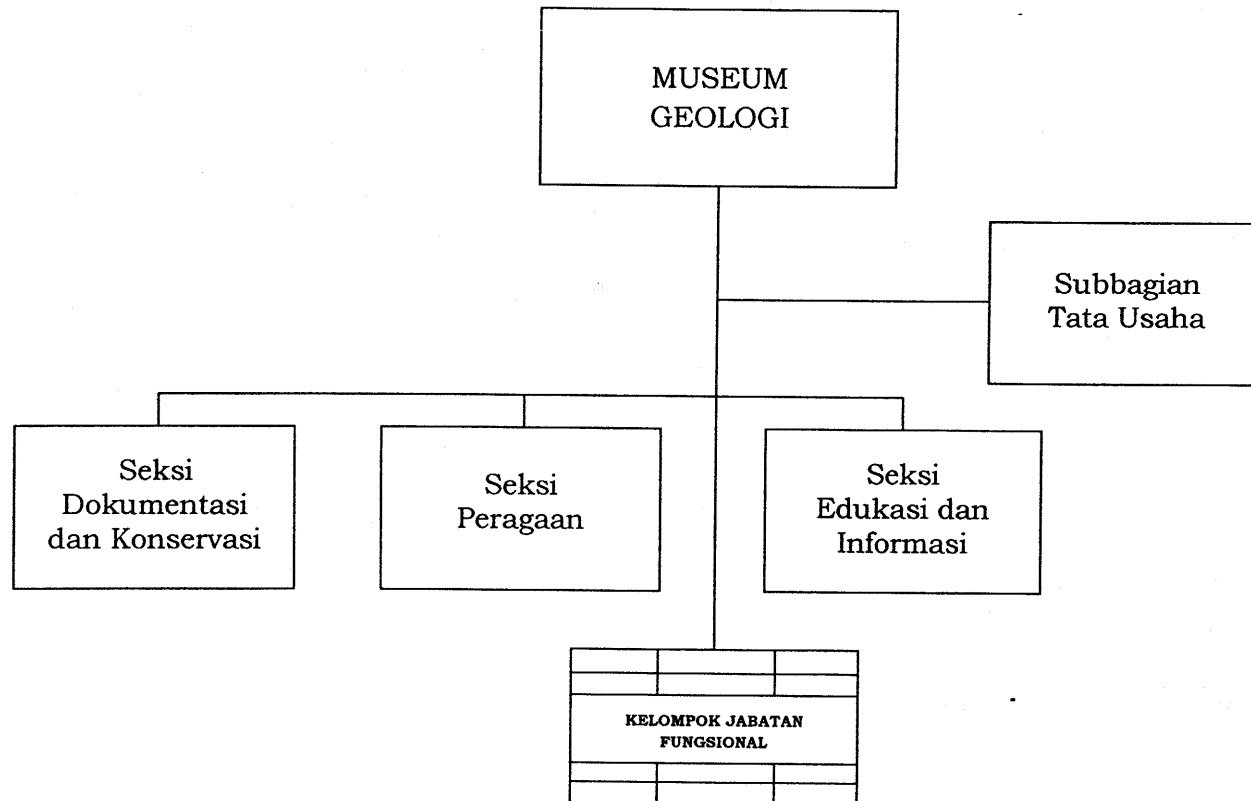 MUSEUM
GEOLOGI
Subbagian
Tata Usaha
Seksi
Dokumentasi
dan Konservasi
Seksi
Peragaan
Seksi
Edukasi dan
Informasi
KELOMPOK JABATAN
FUNGSIONAL